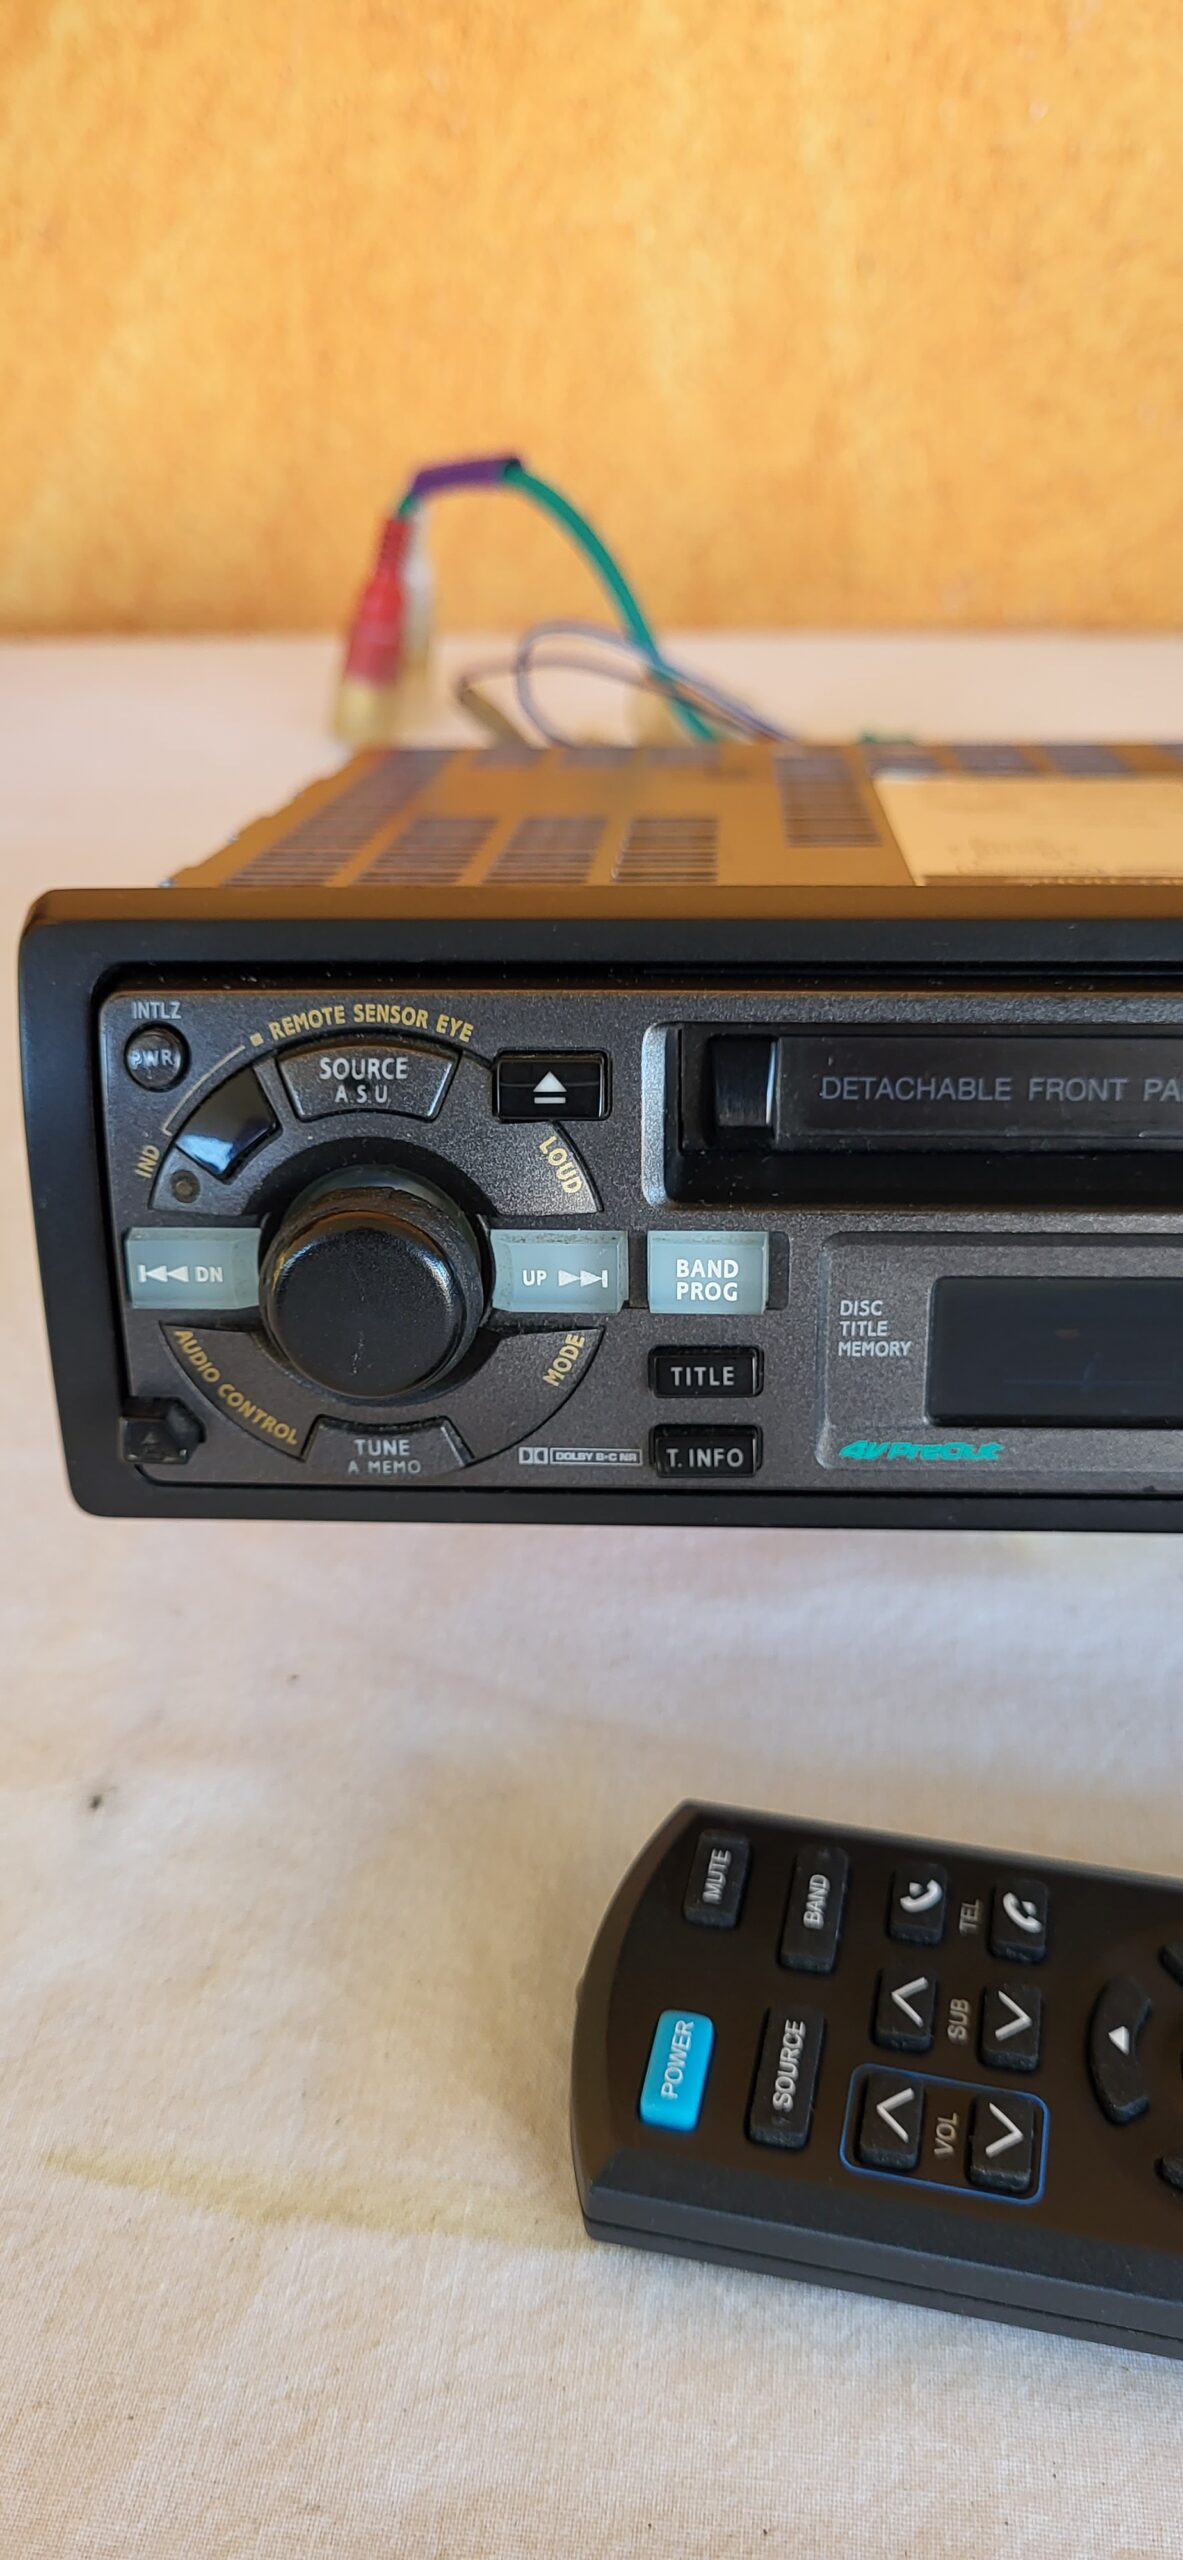 INTLZ
PWR
REMOTE SENSOR EYE
SOURCE
A S U
IND
LOUD
DETACHABLE FRONT PA
DN
UP
BAND
PROG
DISC
TITLE
MEMORY
AUDIO CONTROL
MODE
TITLE
TUNE
A MEMO
DOLBY B·C NR
T. INFO
4V PreOut
MUTE
BAND
TEL
POWER
SOURCE
SUB
VOL